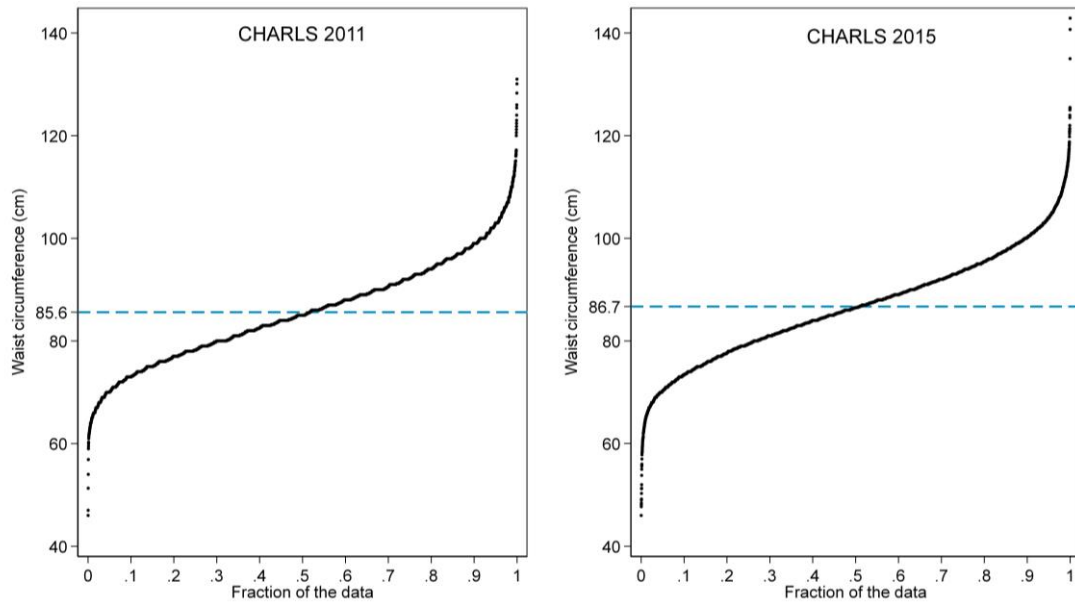 CHARLS 2011
Waist circumference (cm)
140
120
100
85.6
80
60
40
0 .1 .2 .3 .4 .5 .6 .7 .8 .9 1
Fraction of the data
CHARLS 2015
Waist circumference (cm)
140
120
100
86.7
80
60
40
0 .1 .2 .3 .4 .5 .6 .7 .8 .9 1
Fraction of the data